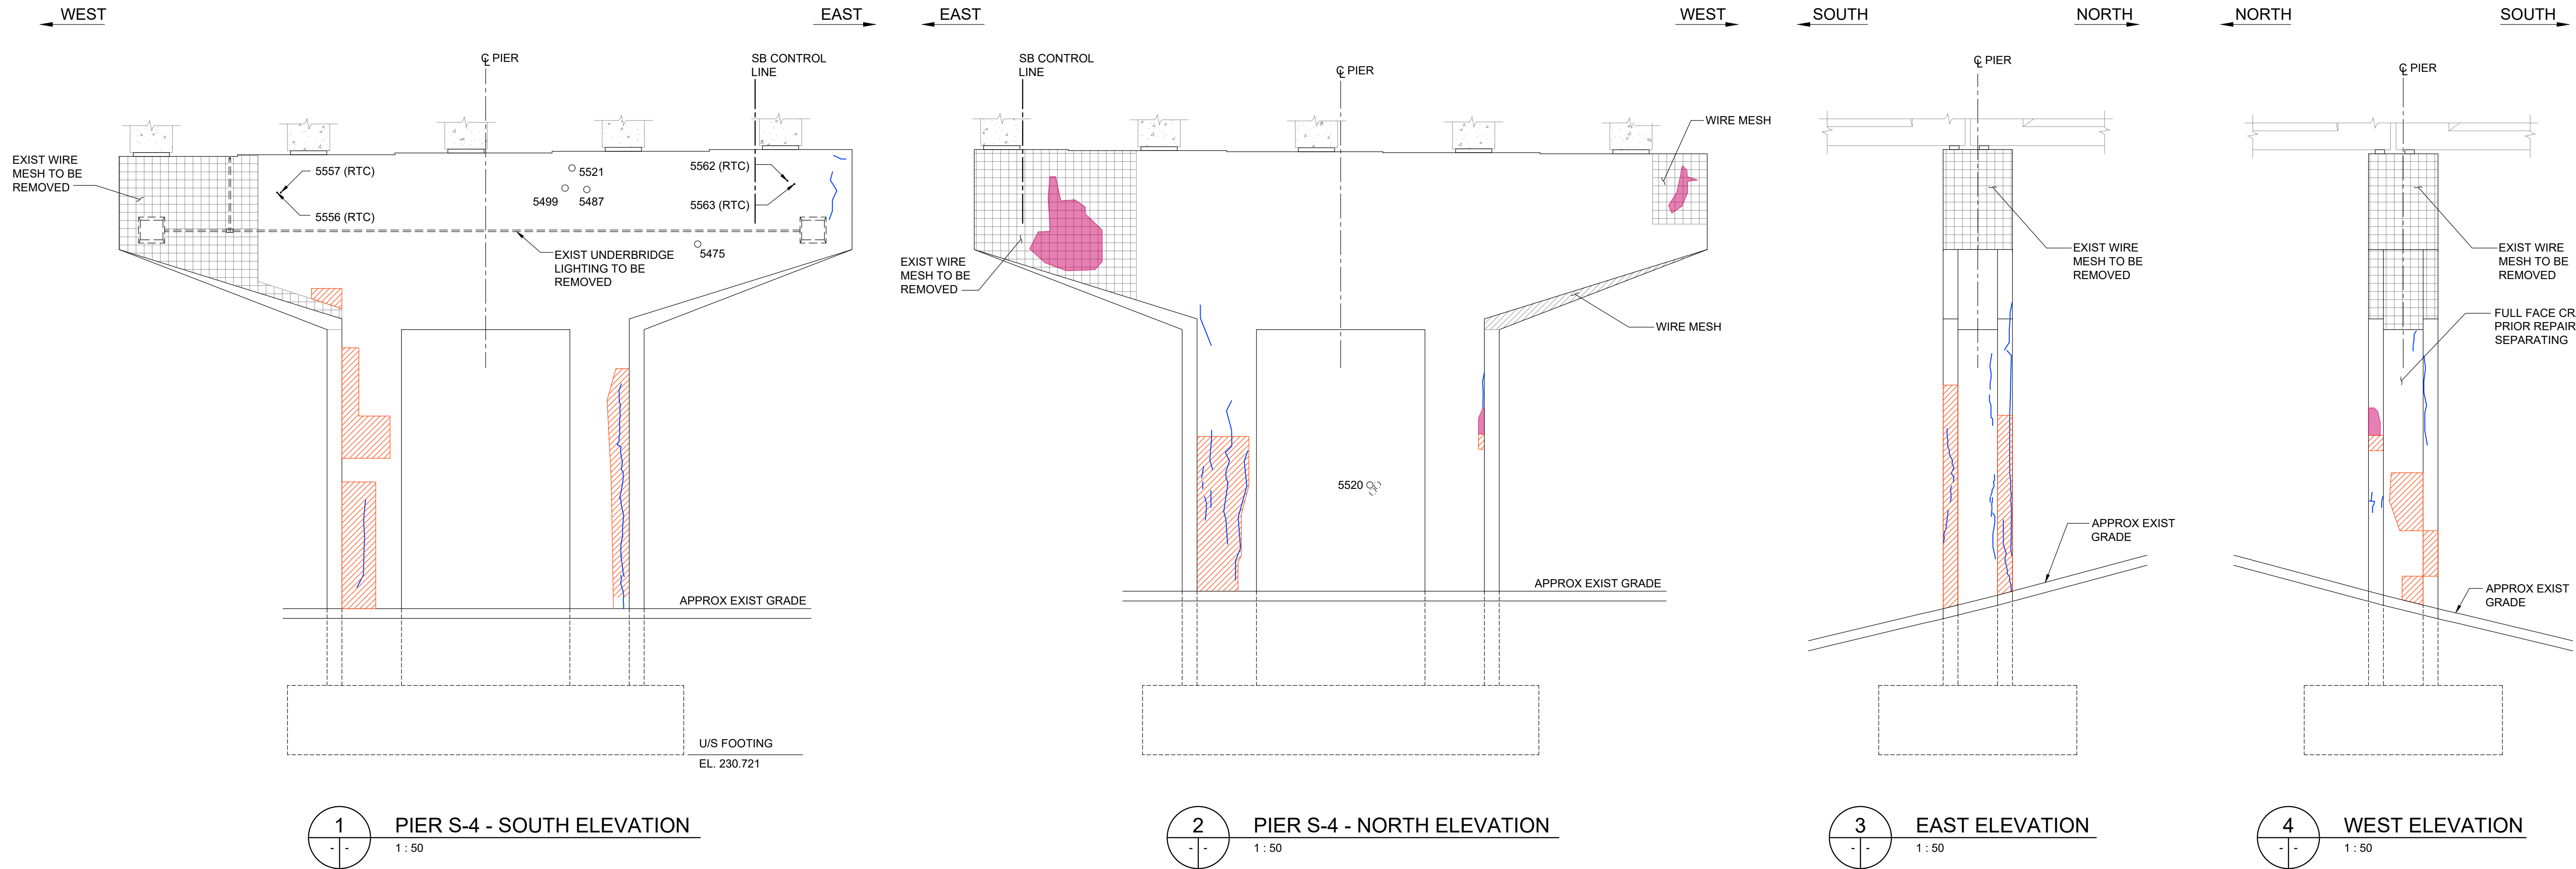 WEST
EAST
EAST
WEST
SOUTH
NORTH
NORTH
SOUTH
℄ PIER
SB CONTROL
LINE
EXIST WIRE
MESH TO BE
REMOVED
5557 (RTC)
5556 (RTC)
5521
5499
5487
5562 (RTC)
5563 (RTC)
5475
EXIST UNDERBRIDGE
LIGHTING TO BE
REMOVED
APPROX EXIST GRADE
U/S FOOTING
EL. 230.721
1
- -
PIER S-4 - SOUTH ELEVATION
1 : 50
SB CONTROL
LINE
℄ PIER
WIRE MESH
EXIST WIRE
MESH TO BE
REMOVED
WIRE MESH
5520
APPROX EXIST GRADE
2
- -
PIER S-4 - NORTH ELEVATION
1 : 50
℄ PIER
EXIST WIRE
MESH TO BE
REMOVED
APPROX EXIST
GRADE
3
- -
EAST ELEVATION
1 : 50
℄ PIER
EXIST WIRE
MESH TO BE
REMOVED
FULL FACE CR
PRIOR REPAIR
SEPARATING
APPROX EXIST
GRADE
4
- -
WEST ELEVATION
1 : 50